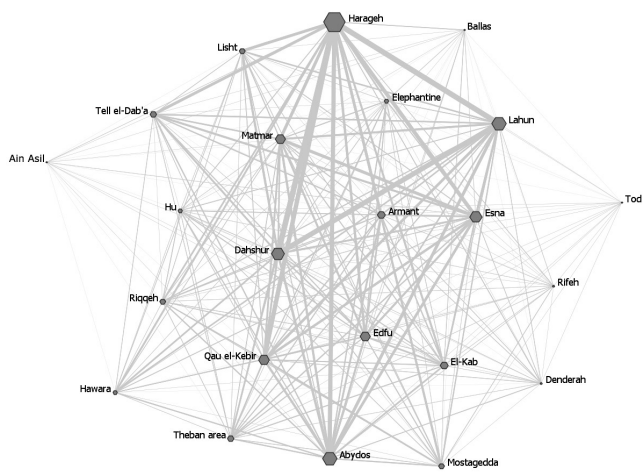 Harageh
Ballas
Lisht
Elephantine
Tell el-Dab'a
Lahun
Matmar
Ain Asil
Tod
Hu
Armant
Esna
Dahshur
Rifeh
Riqqeh
Edfu
Qau el-Kebir
El-Kab
Denderah
Hawara
Theban area
Abydos
Mostagedda